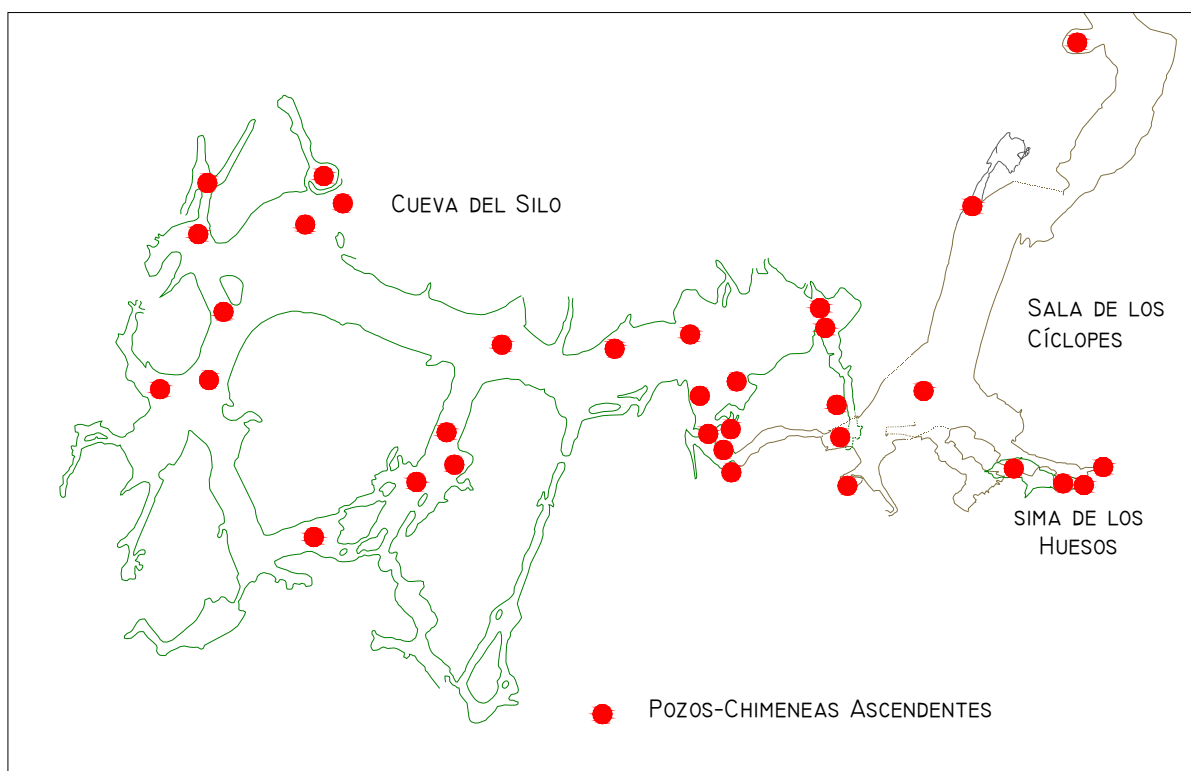 Cueva del Silo
Sala de los
Cíclopes
sima de los
Huesos
Pozos-Chimeneas Ascendentes